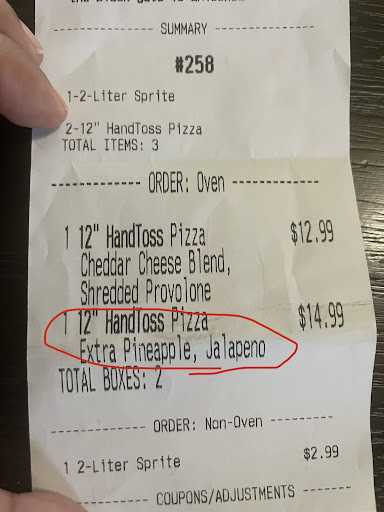 ------------ SUMMARY ------------
#258
1-2-Liter Sprite
2-12" HandToss Pizza
TOTAL ITEMS: 3
------------ ORDER: Oven ------------
1 12" HandToss Pizza $12.99
Cheddar Cheese Blend,
Shredded Provolone
1 12" HandToss Pizza $14.99
Extra Pineapple, Jalapeno
TOTAL BOXES: 2
------------ ORDER: Non-Oven ----------
1 2-Liter Sprite $2.99
------------ COUPONS/ADJUSTMENTS ----